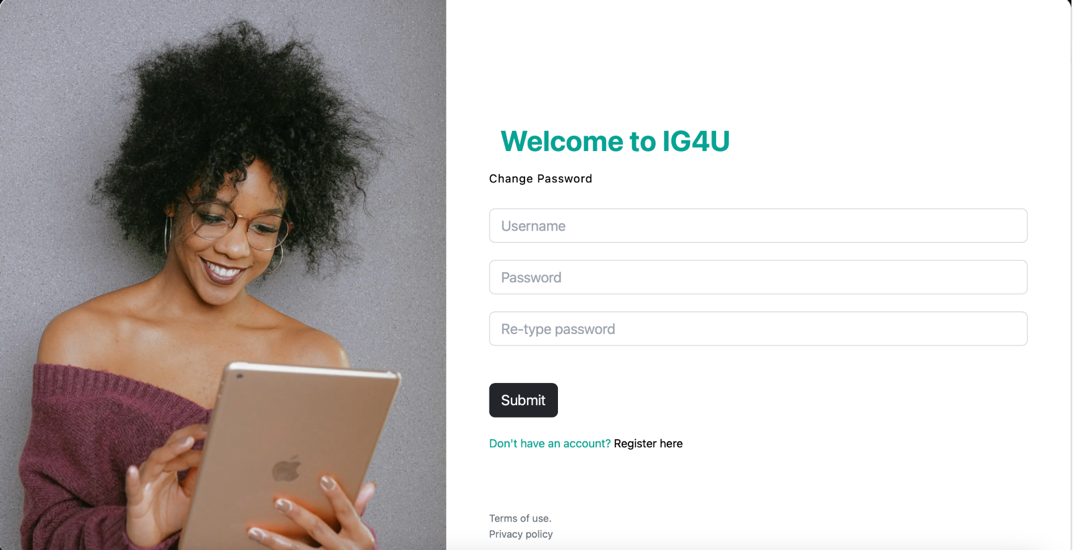 Welcome to IG4U
Change Password
Username
Password
Re-type password
Submit
Don't have an account? Register here
Terms of use.
Privacy policy